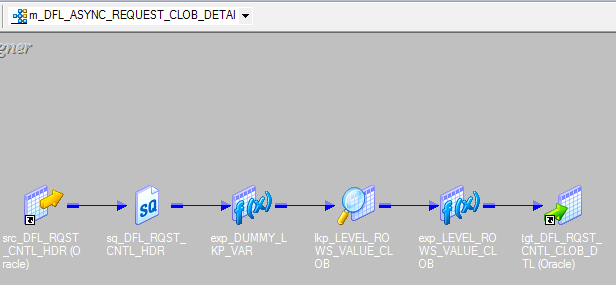 m_DFL_ASYNC_REQUEST_CLOB_DETAI
gner
src_DFL_RQST
_CNTL_HDR (O
racle)
sq_DFL_RQST_
CNTL_HDR
exp_DUMMY_L
KP_VAR
lkp_LEVEL_RO
WS_VALUE_CL
OB
exp_LEVEL_RO
WS_VALUE_CL
OB
tgt_DFL_RQST_
CNTL_CLOB_D
TL (Oracle)
SQ
f(x)
f(x)